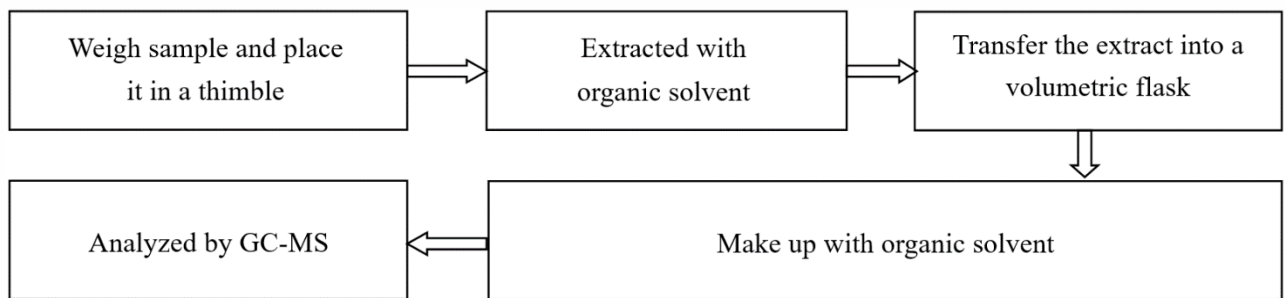 Weigh sample and place
it in a thimble
Extracted with
organic solvent
Transfer the extract into a
volumetric flask
Make up with organic solvent
Analyzed by GC-MS